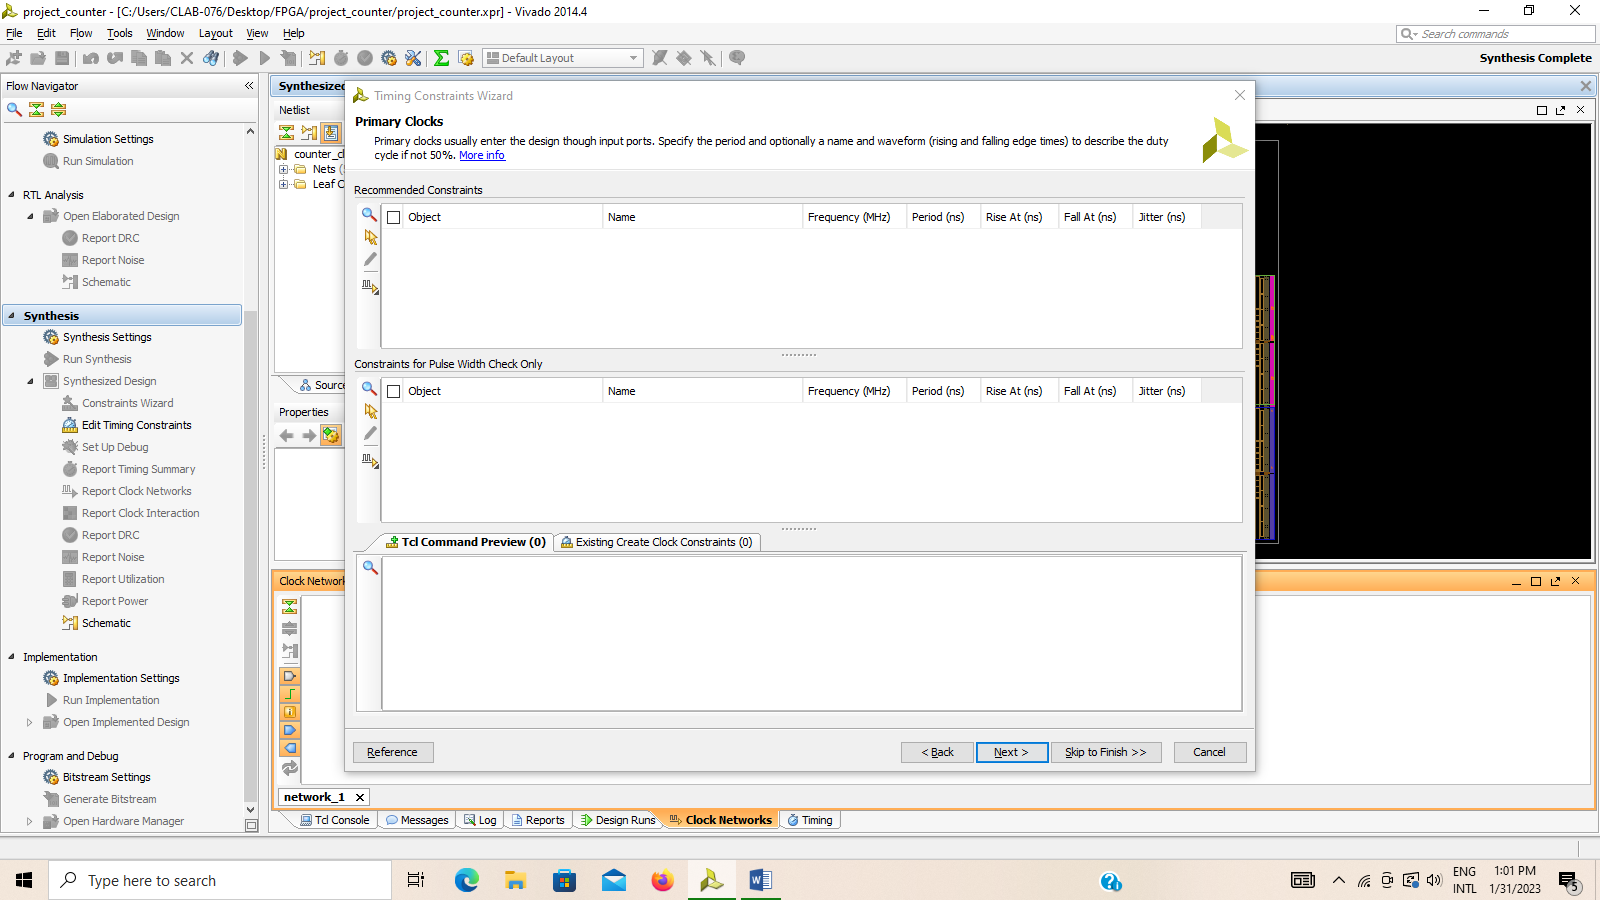 project_counter - [C:/Users/CLAB-076/Desktop/FPGA/project_counter/project_counter.xpr] - Vivado 2014.4
File Edit Flow Tools Window Layout View Help
Search commands
Default Layout
Synthesis Complete
Flow Navigator
Simulation Settings
Run Simulation
RTL Analysis
Open Elaborated Design
Report DRC
Report Noise
Schematic
Synthesis
Synthesis Settings
Run Synthesis
Synthesized Design
Constraints Wizard
Edit Timing Constraints
Set Up Debug
Report Timing Summary
Report Clock Networks
Report Clock Interaction
Report DRC
Report Noise
Report Utilization
Report Power
Schematic
Implementation
Implementation Settings
Run Implementation
Open Implemented Design
Program and Debug
Bitstream Settings
Generate Bitstream
Open Hardware Manager
Synthesized
Netlist
counter_c
Nets
Leaf C
Source
Properties
Timing Constraints Wizard
Primary Clocks
Primary clocks usually enter the design though input ports. Specify the period and optionally a name and waveform (rising and falling edge times) to describe the duty
cycle if not 50%. More info
Recommended Constraints
Object Name Frequency (MHz) Period (ns) Rise At (ns) Fall At (ns) Jitter (ns)
Constraints for Pulse Width Check Only
Object Name Frequency (MHz) Period (ns) Rise At (ns) Fall At (ns) Jitter (ns)
Tcl Command Preview (0) Existing Create Clock Constraints (0)
Reference < Back Next > Skip to Finish >> Cancel
Clock Network
network_1
Tcl Console Messages Log Reports Design Runs Clock Networks Timing
Type here to search
ENG
INTL
1:01 PM
1/31/2023
5